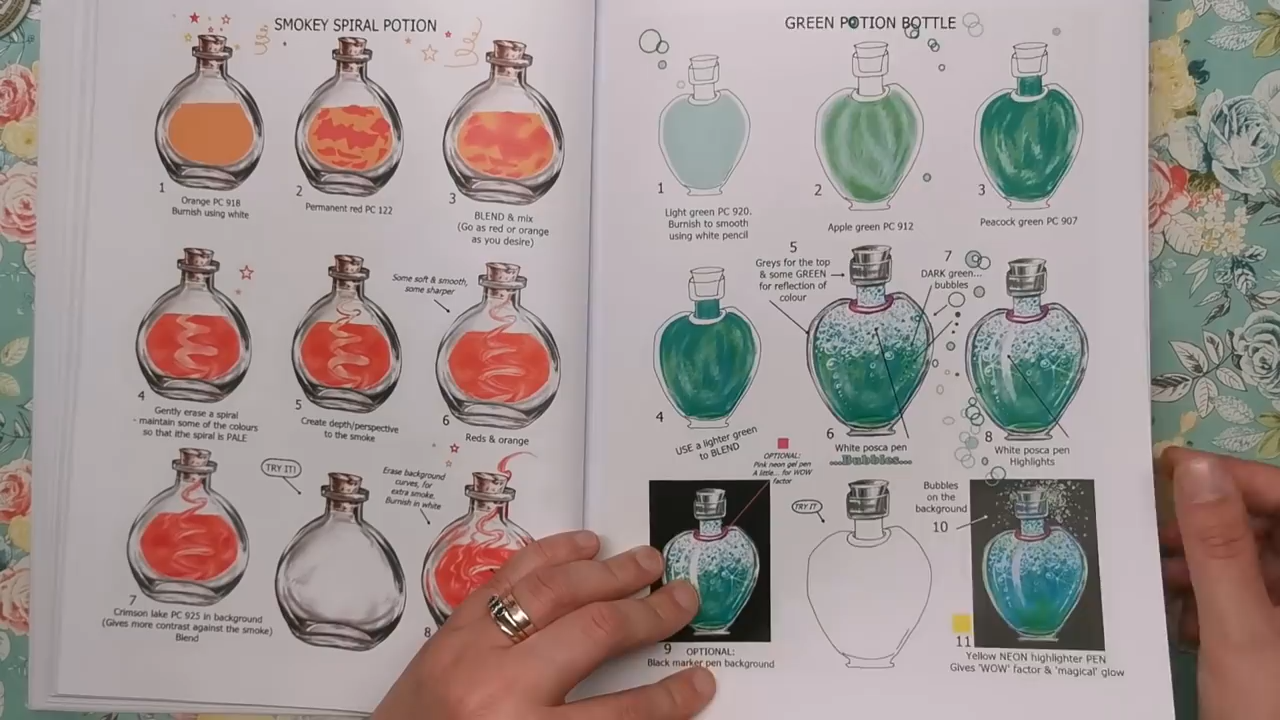 SMOKEY SPIRAL POTION
1
Orange PC 918
Burnish using white
2
Permanent red PC 122
3
BLEND & mix
(Go as red or orange
as you desire)
4
Gently erase a spiral
- maintain some of the colours
so that ithe spiral is PALE
5
Create depth/perspective
to the smoke
Some soft & smooth,
some sharper
6
Reds & orange
7
Crimson lake PC 925 in background
(Gives more contrast against the smoke)
Blend
TRY IT!
Erase background
curves, for
extra smoke.
Burnish in white
8
GREEN POTION BOTTLE
1
Light green PC 920.
Burnish to smooth
using white pencil
2
Apple green PC 912
3
Peacock green PC 907
4
USE a lighter green
to BLEND
5
Greys for the top
& some GREEN
for reflection of
colour
6
White posca pen
...Bubbles...
7
DARK green...
bubbles
8
White posca pen
Highlights
OPTIONAL:
Pink neon gel pen
A little... for WOW
factor
9
OPTIONAL:
Black marker pen background
TRY IT
Bubbles
on the
background
10
11
Yellow NEON highlighter PEN
Gives 'WOW' factor & 'magical' glow